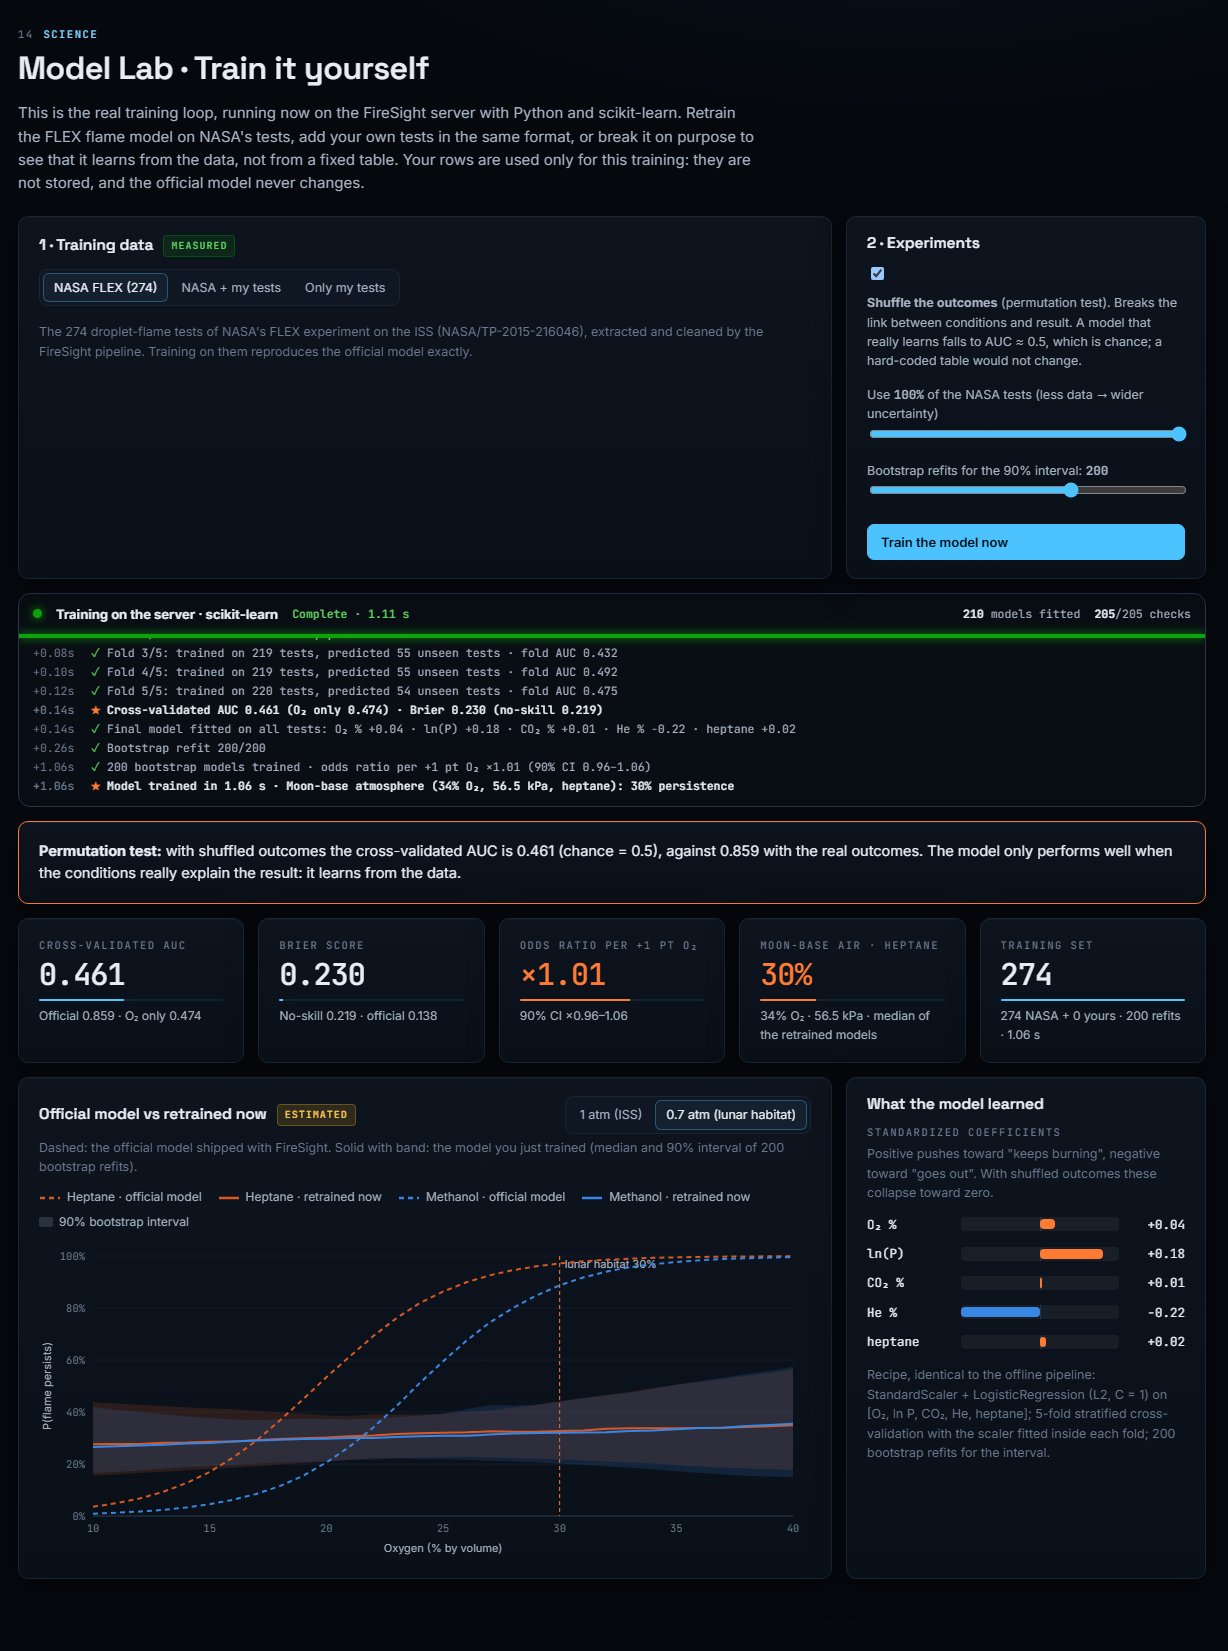 14 SCIENCE
Model Lab · Train it yourself
This is the real training loop, running now on the FireSight server with Python and scikit-learn. Retrain
the FLEX flame model on NASA's tests, add your own tests in the same format, or break it on purpose to
see that it learns from the data, not from a fixed table. Your rows are used only for this training: they are
not stored, and the official model never changes.
1 · Training data MEASURED
NASA FLEX (274) NASA + my tests Only my tests
The 274 droplet-flame tests of NASA's FLEX experiment on the ISS (NASA/TP-2015-216046), extracted and cleaned by the
FireSight pipeline. Training on them reproduces the official model exactly.
2 · Experiments
Shuffle the outcomes (permutation test). Breaks the
link between conditions and result. A model that
really learns falls to AUC ≈ 0.5, which is chance; a
hard-coded table would not change.
Use 100% of the NASA tests (less data → wider
uncertainty)
Bootstrap refits for the 90% interval: 200
Train the model now
Training on the server · scikit-learn Complete · 1.11 s 210 models fitted 205/205 checks
+0.08s ✓ Fold 3/5: trained on 219 tests, predicted 55 unseen tests · fold AUC 0.432
+0.10s ✓ Fold 4/5: trained on 219 tests, predicted 55 unseen tests · fold AUC 0.492
+0.12s ✓ Fold 5/5: trained on 220 tests, predicted 54 unseen tests · fold AUC 0.475
+0.14s ★ Cross-validated AUC 0.461 (O₂ only 0.474) · Brier 0.230 (no-skill 0.219)
+0.14s ✓ Final model fitted on all tests: O₂ % +0.04 · ln(P) +0.18 · CO₂ % +0.01 · He % -0.22 · heptane +0.02
+0.26s ✓ Bootstrap refit 200/200
+1.06s ✓ 200 bootstrap models trained · odds ratio per +1 pt O₂ ×1.01 (90% CI 0.96–1.06)
+1.06s ★ Model trained in 1.06 s · Moon-base atmosphere (34% O₂, 56.5 kPa, heptane): 30% persistence
Permutation test: with shuffled outcomes the cross-validated AUC is 0.461 (chance = 0.5), against 0.859 with the real outcomes. The model only performs well when
the conditions really explain the result: it learns from the data.
CROSS-VALIDATED AUC
0.461
Official 0.859 · O₂ only 0.474
BRIER SCORE
0.230
No-skill 0.219 · official 0.138
ODDS RATIO PER +1 PT O₂
×1.01
90% CI ×0.96–1.06
MOON-BASE AIR · HEPTANE
30%
34% O₂ · 56.5 kPa · median of
the retrained models
TRAINING SET
274
274 NASA + 0 yours · 200 refits
· 1.06 s
Official model vs retrained now ESTIMATED
1 atm (ISS) 0.7 atm (lunar habitat)
Dashed: the official model shipped with FireSight. Solid with band: the model you just trained (median and 90% interval of 200
bootstrap refits).
Heptane · official model Heptane · retrained now Methanol · official model Methanol · retrained now
90% bootstrap interval
100%
80%
60%
40%
20%
0%
P(flame persists)
lunar habitat 30%
10 15 20 25 30 35 40
Oxygen (% by volume)
What the model learned
STANDARDIZED COEFFICIENTS
Positive pushes toward "keeps burning", negative
toward "goes out". With shuffled outcomes these
collapse toward zero.
O₂ % +0.04
ln(P) +0.18
CO₂ % +0.01
He % -0.22
heptane +0.02
Recipe, identical to the offline pipeline:
StandardScaler + LogisticRegression (L2, C = 1) on
[O₂, ln P, CO₂, He, heptane]; 5-fold stratified cross-
validation with the scaler fitted inside each fold; 200
bootstrap refits for the interval.